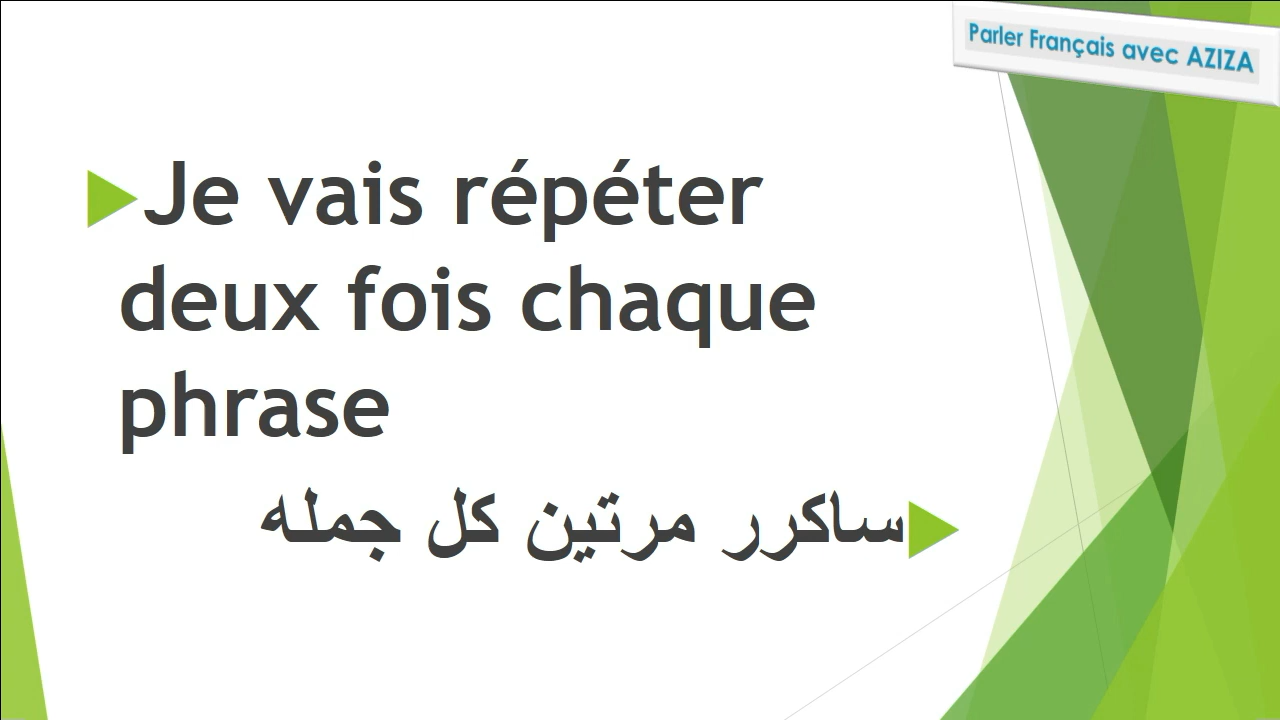 Parler Français avec AZIZA
Je vais répéter
deux fois chaque
phrase
ساكرر مرتين كل جمله